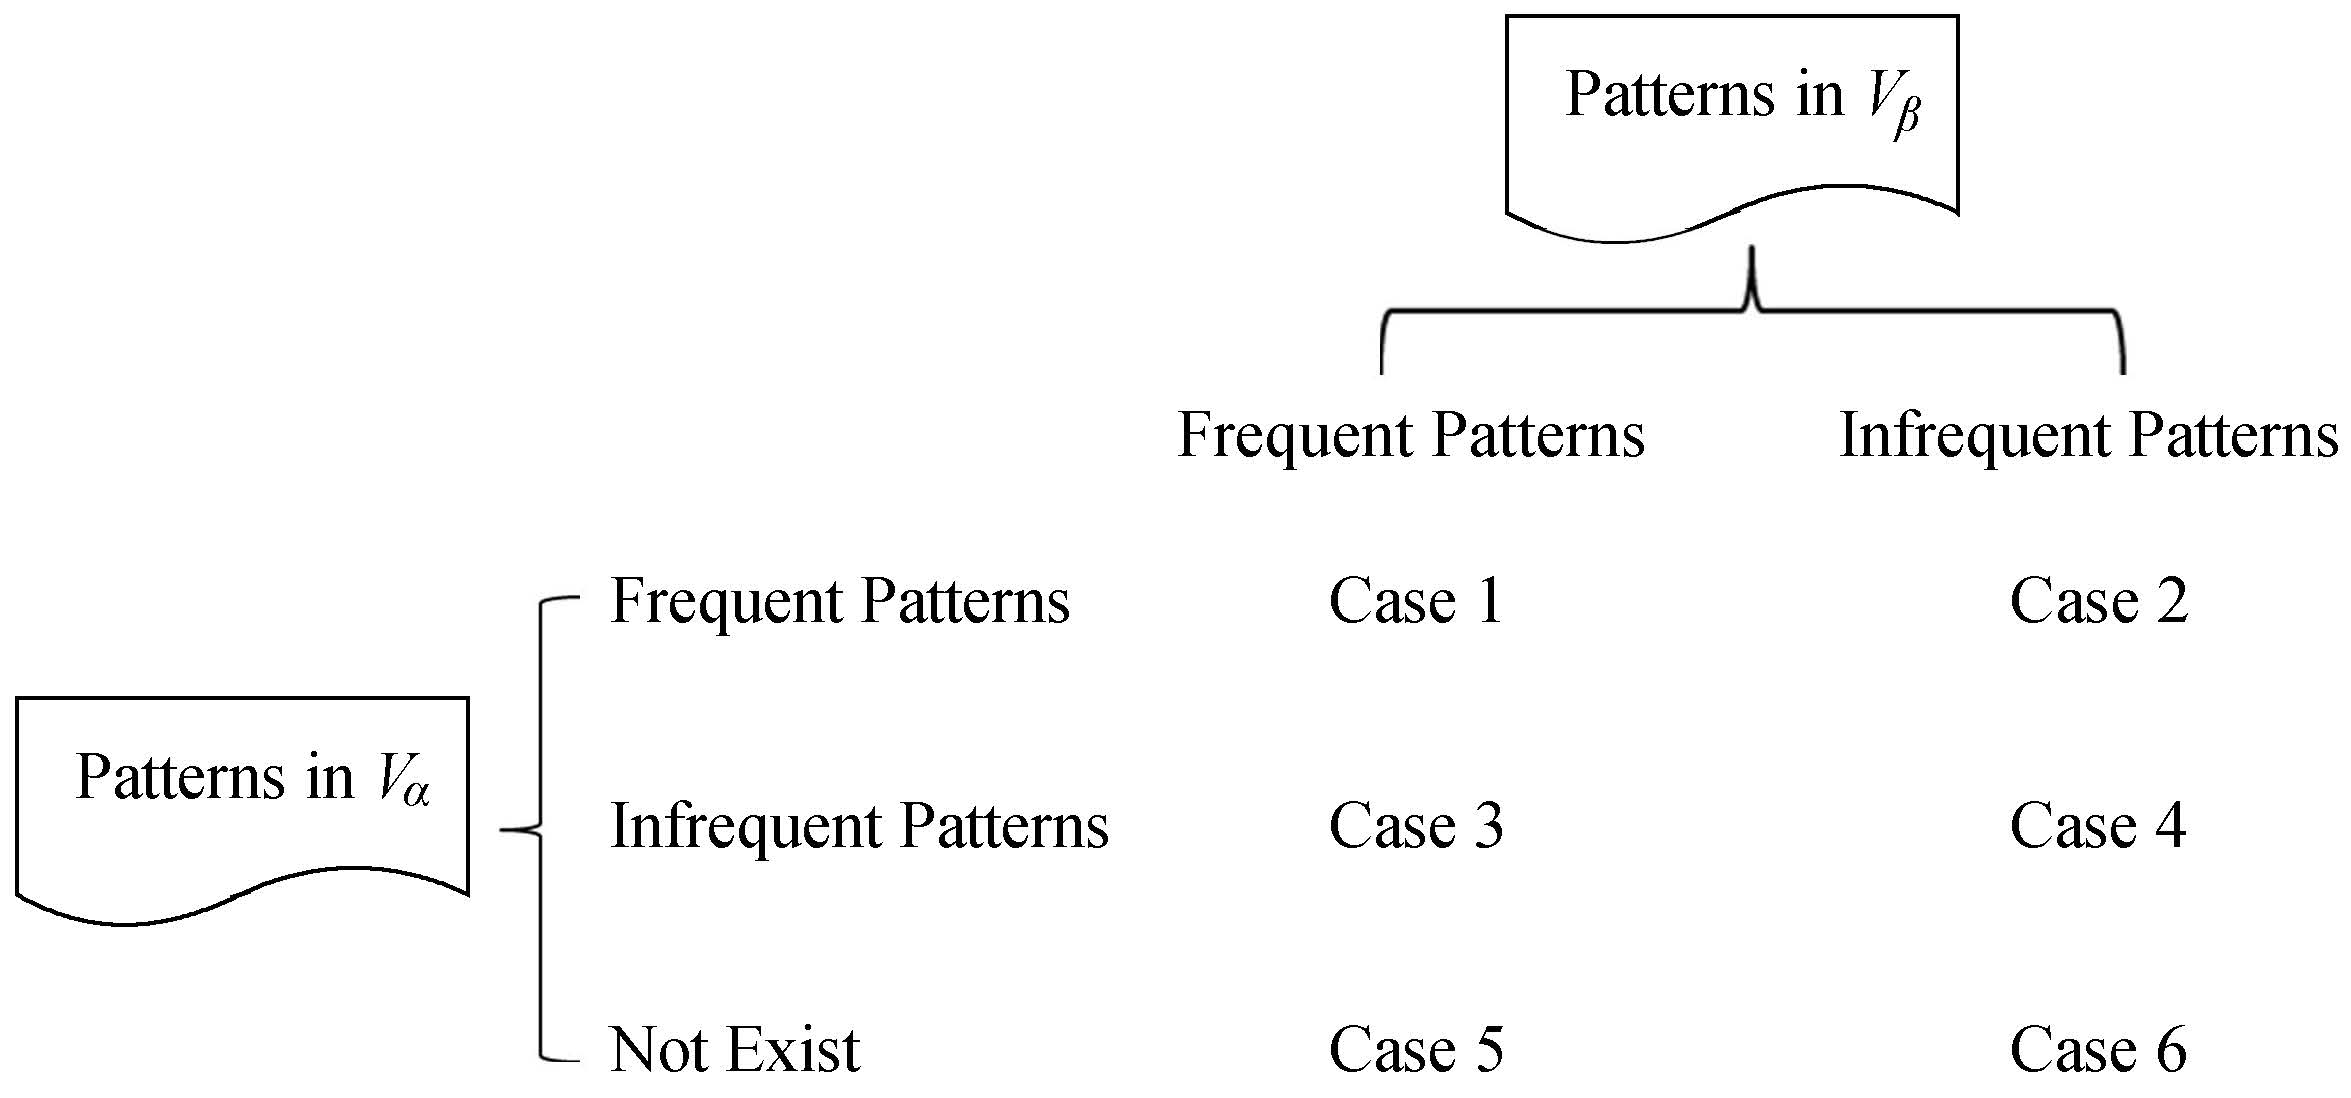 Patterns in Vβ
Frequent Patterns Infrequent Patterns
Frequent Patterns Case 1 Case 2
Patterns in Vα
Infrequent Patterns Case 3 Case 4
Not Exist Case 5 Case 6